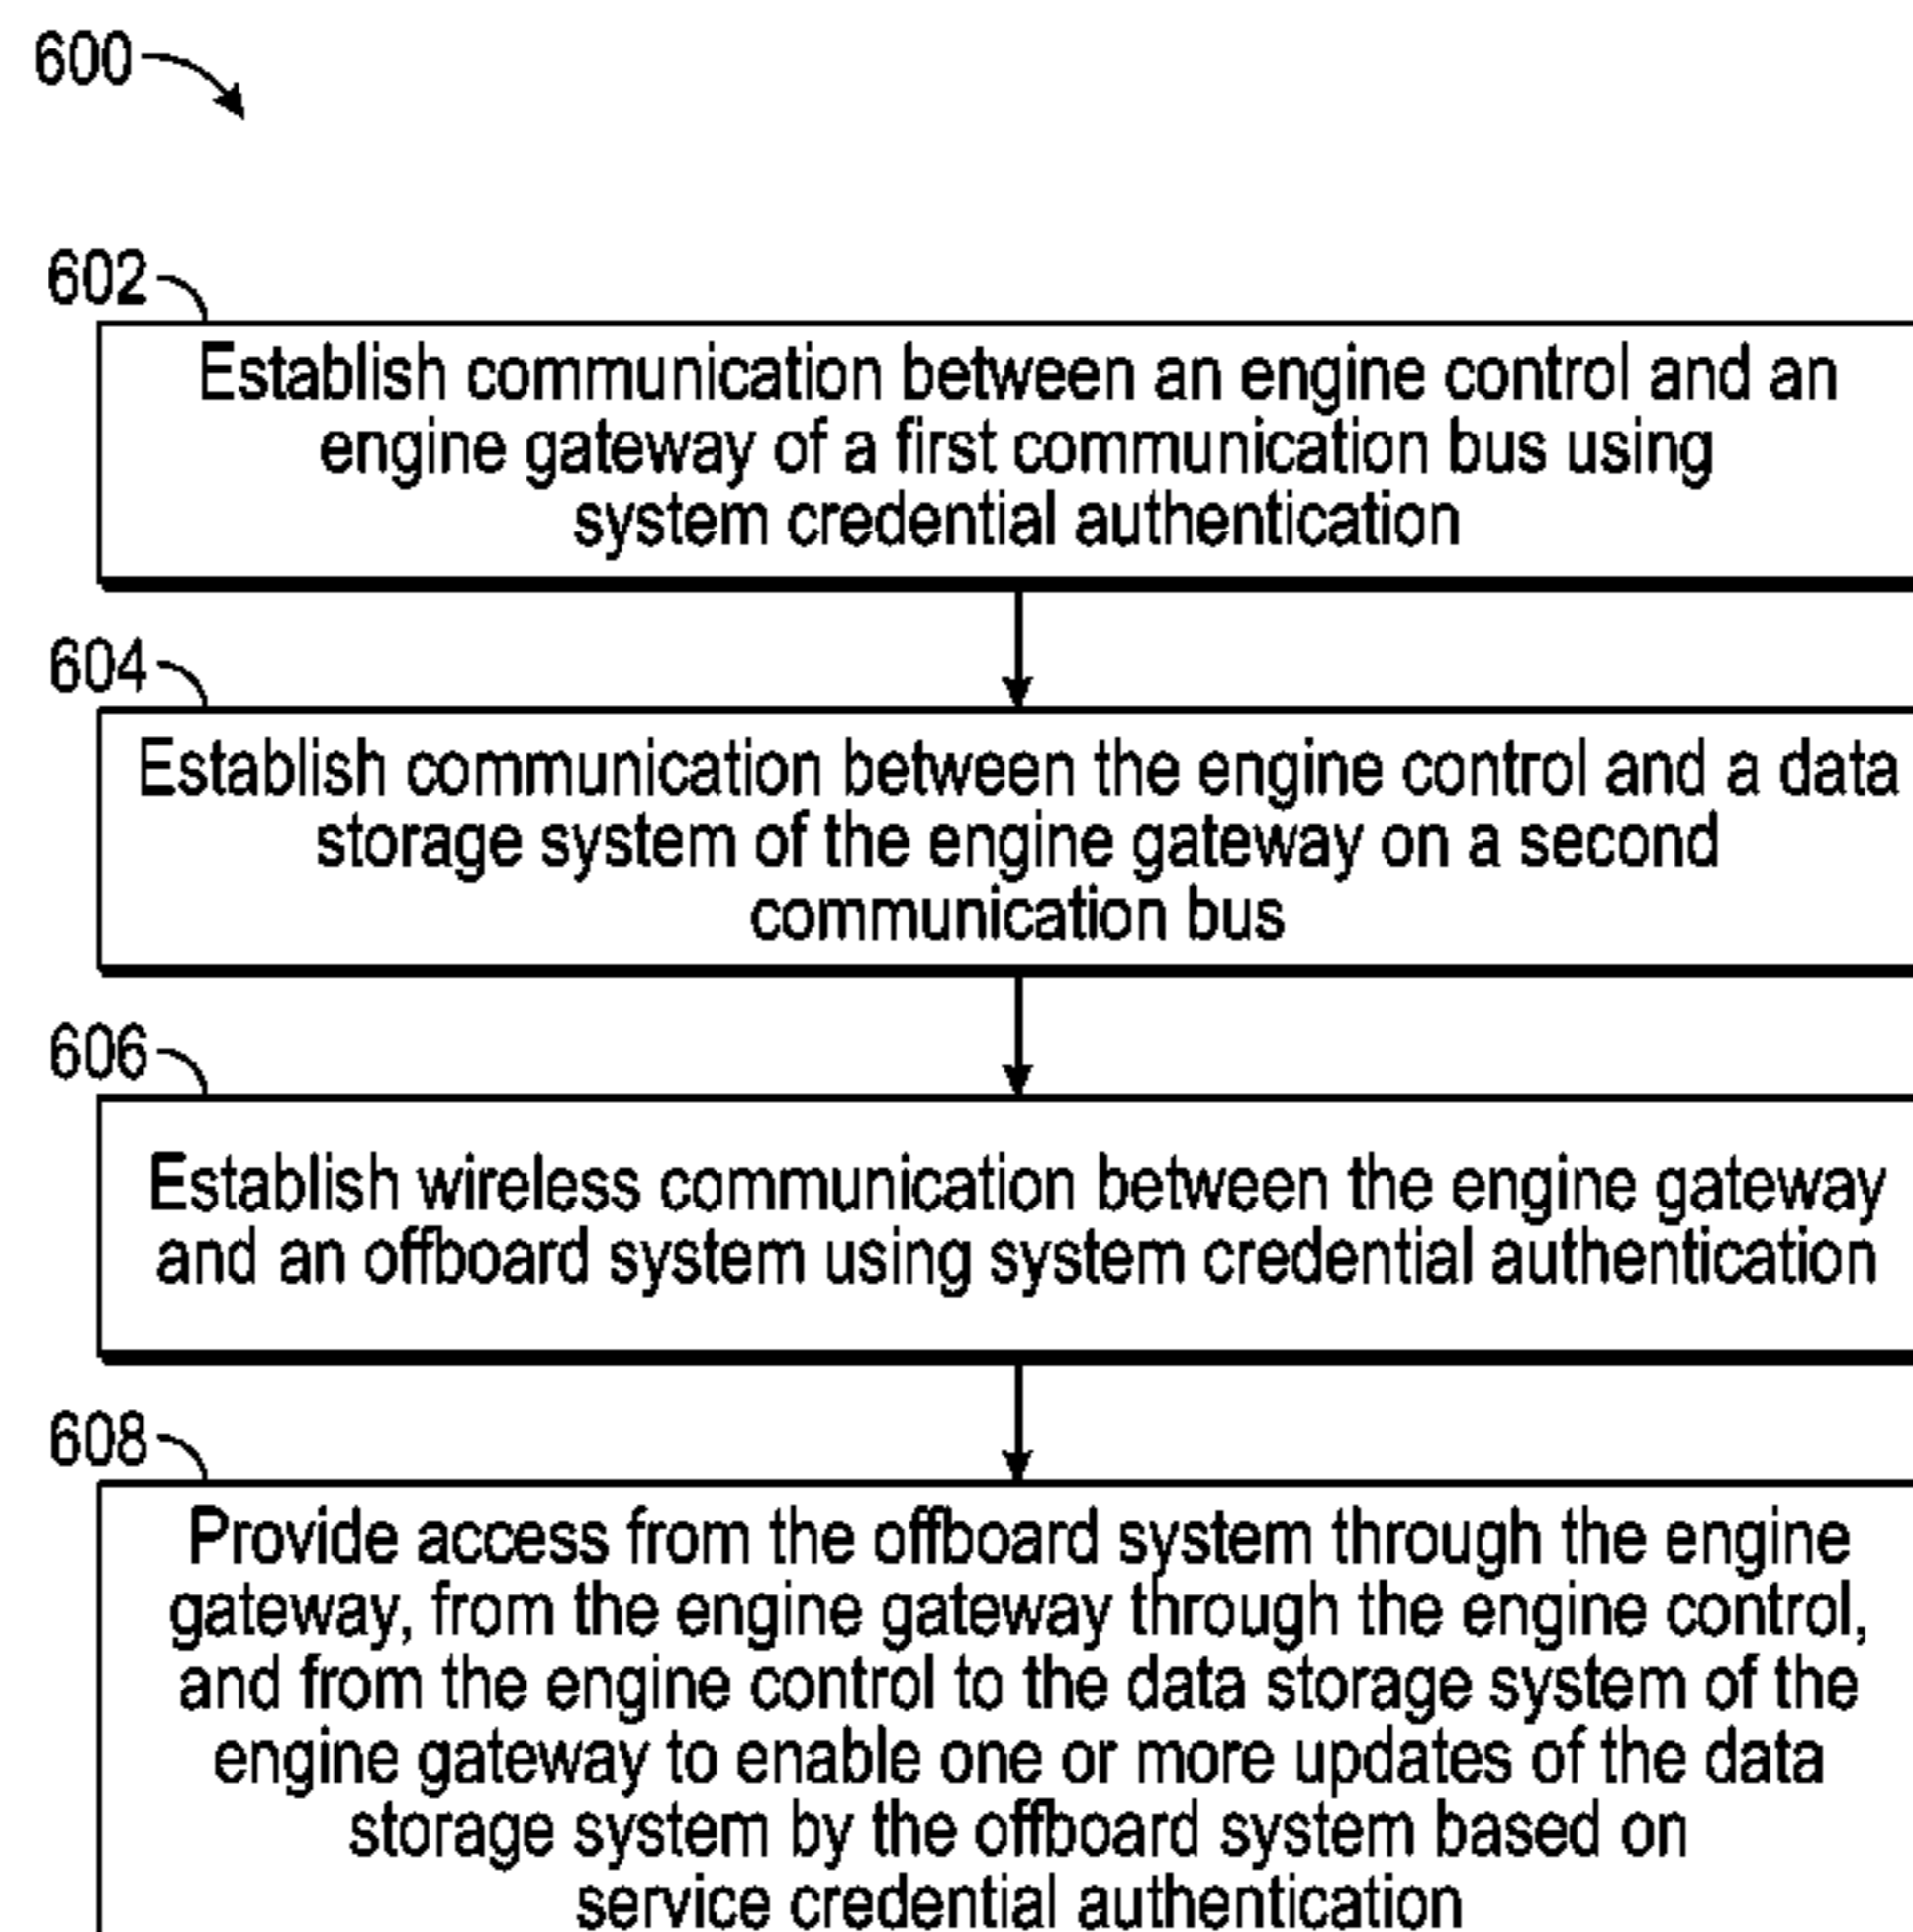 600
602
Establish communication between an engine control and an
engine gateway of a first communication bus using
system credential authentication
604
Establish communication between the engine control and a data
storage system of the engine gateway on a second
communication bus
606
Establish wireless communication between the engine gateway
and an offboard system using system credential authentication
608
Provide access from the offboard system through the engine
gateway, from the engine gateway through the engine control,
and from the engine control to the data storage system of the
engine gateway to enable one or more updates of the data
storage system by the offboard system based on
service credential authentication